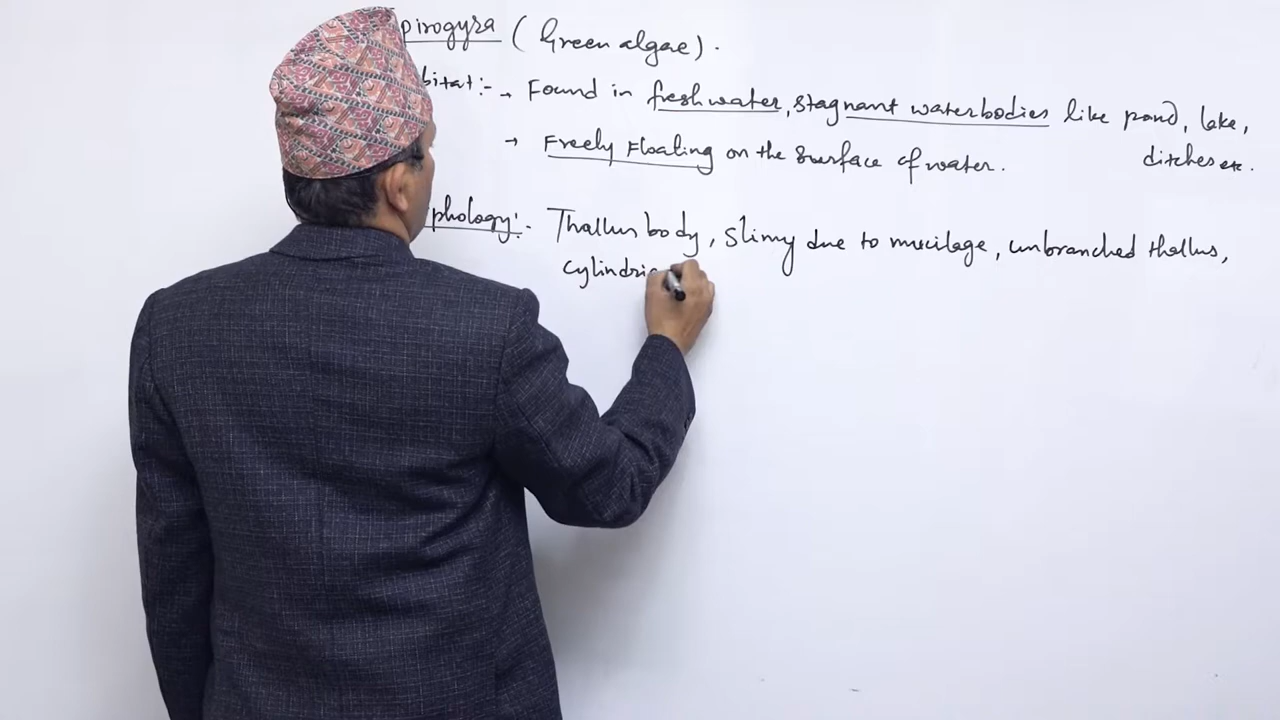 pirogyra (Green algae).
bitat:- → Found in freshwater, stagnant waterbodies like pond, lake,
ditches etc.
→ Freely Floating on the surface of water.
phology:- Thallus body, slimy due to mucilage, unbranched thallus,
cylindric